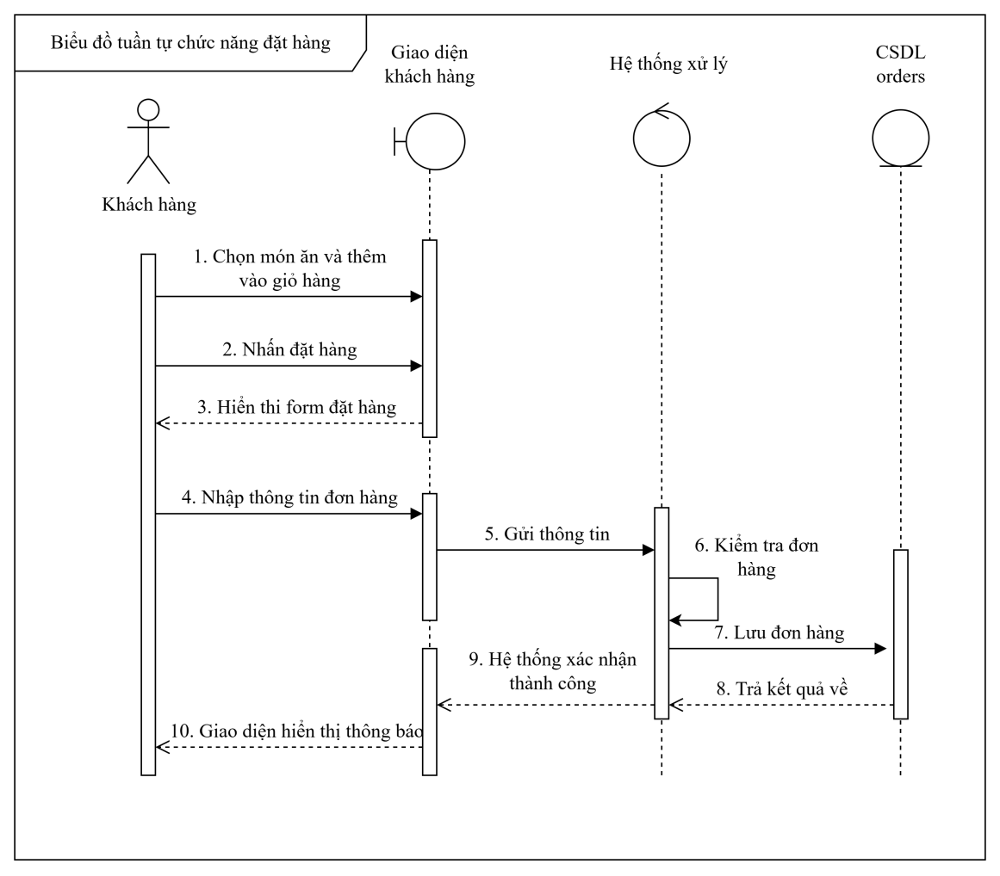 Biểu đồ tuần tự chức năng đặt hàng
Giao diện
khách hàng
Hệ thống xử lý
CSDL
orders
Khách hàng
1. Chọn món ăn và thêm
vào giỏ hàng
2. Nhấn đặt hàng
3. Hiển thi form đặt hàng
4. Nhập thông tin đơn hàng
5. Gửi thông tin
6. Kiểm tra đơn
hàng
7. Lưu đơn hàng
8. Trả kết quả về
9. Hệ thống xác nhận
thành công
10. Giao diện hiển thị thông báo